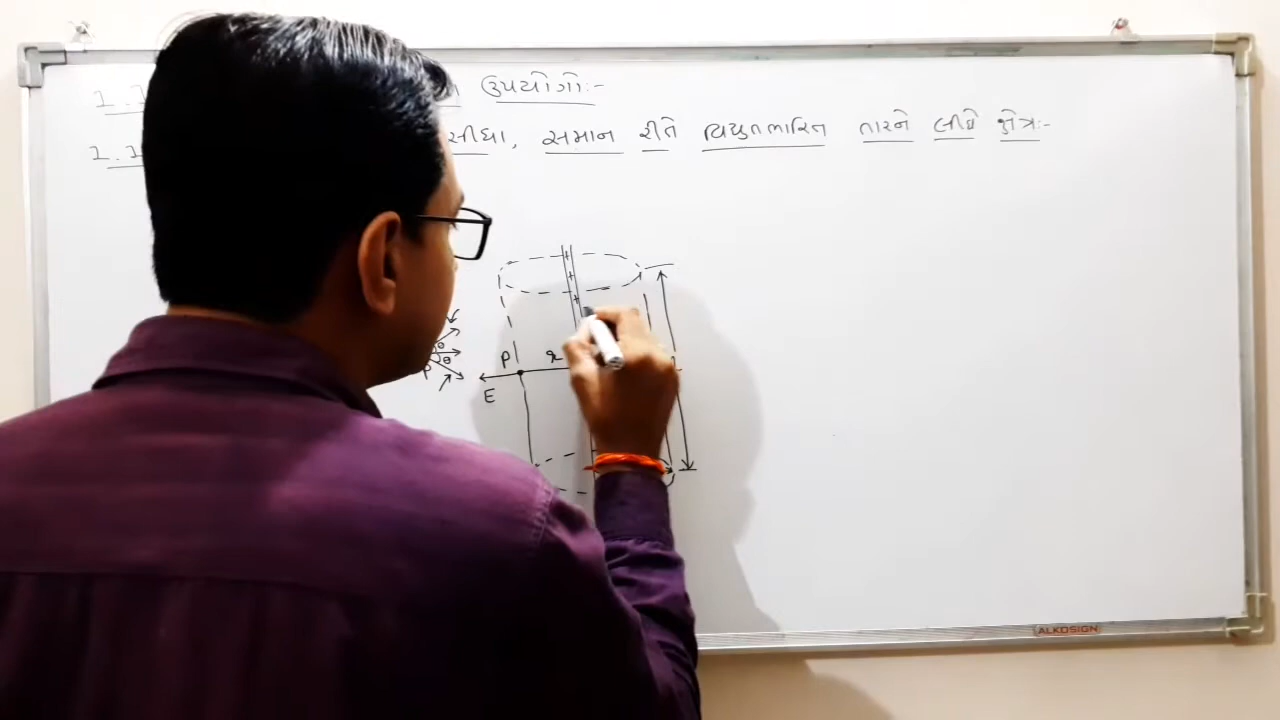 ઉપયોગો:-
સીધા, સમાન રીતે વિદ્યુતભારિત તારને લીધે ક્ષેત્ર:-
+
+
+
θ
θ
P
P r
E
ALKOSIGN